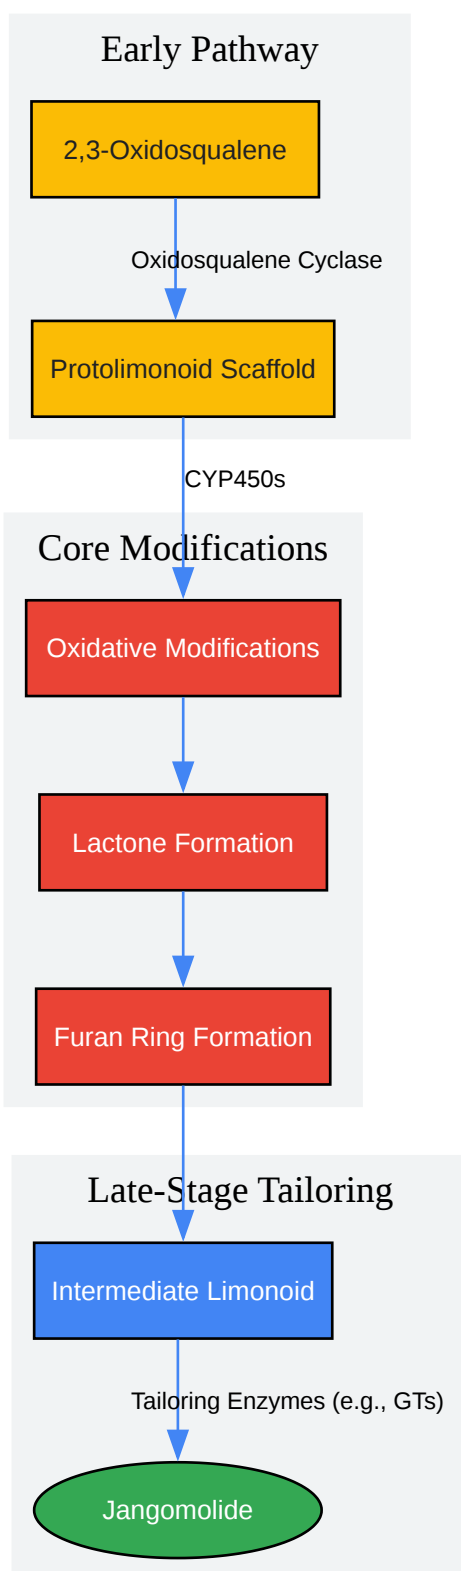 Early Pathway
2,3-Oxidosqualene
Oxidosqualene Cyclase
Protolimonoid Scaffold
CYP450s
Core Modifications
Oxidative Modifications
Lactone Formation
Furan Ring Formation
Late-Stage Tailoring
Intermediate Limonoid
Tailoring Enzymes (e.g., GTs)
Jangomolide